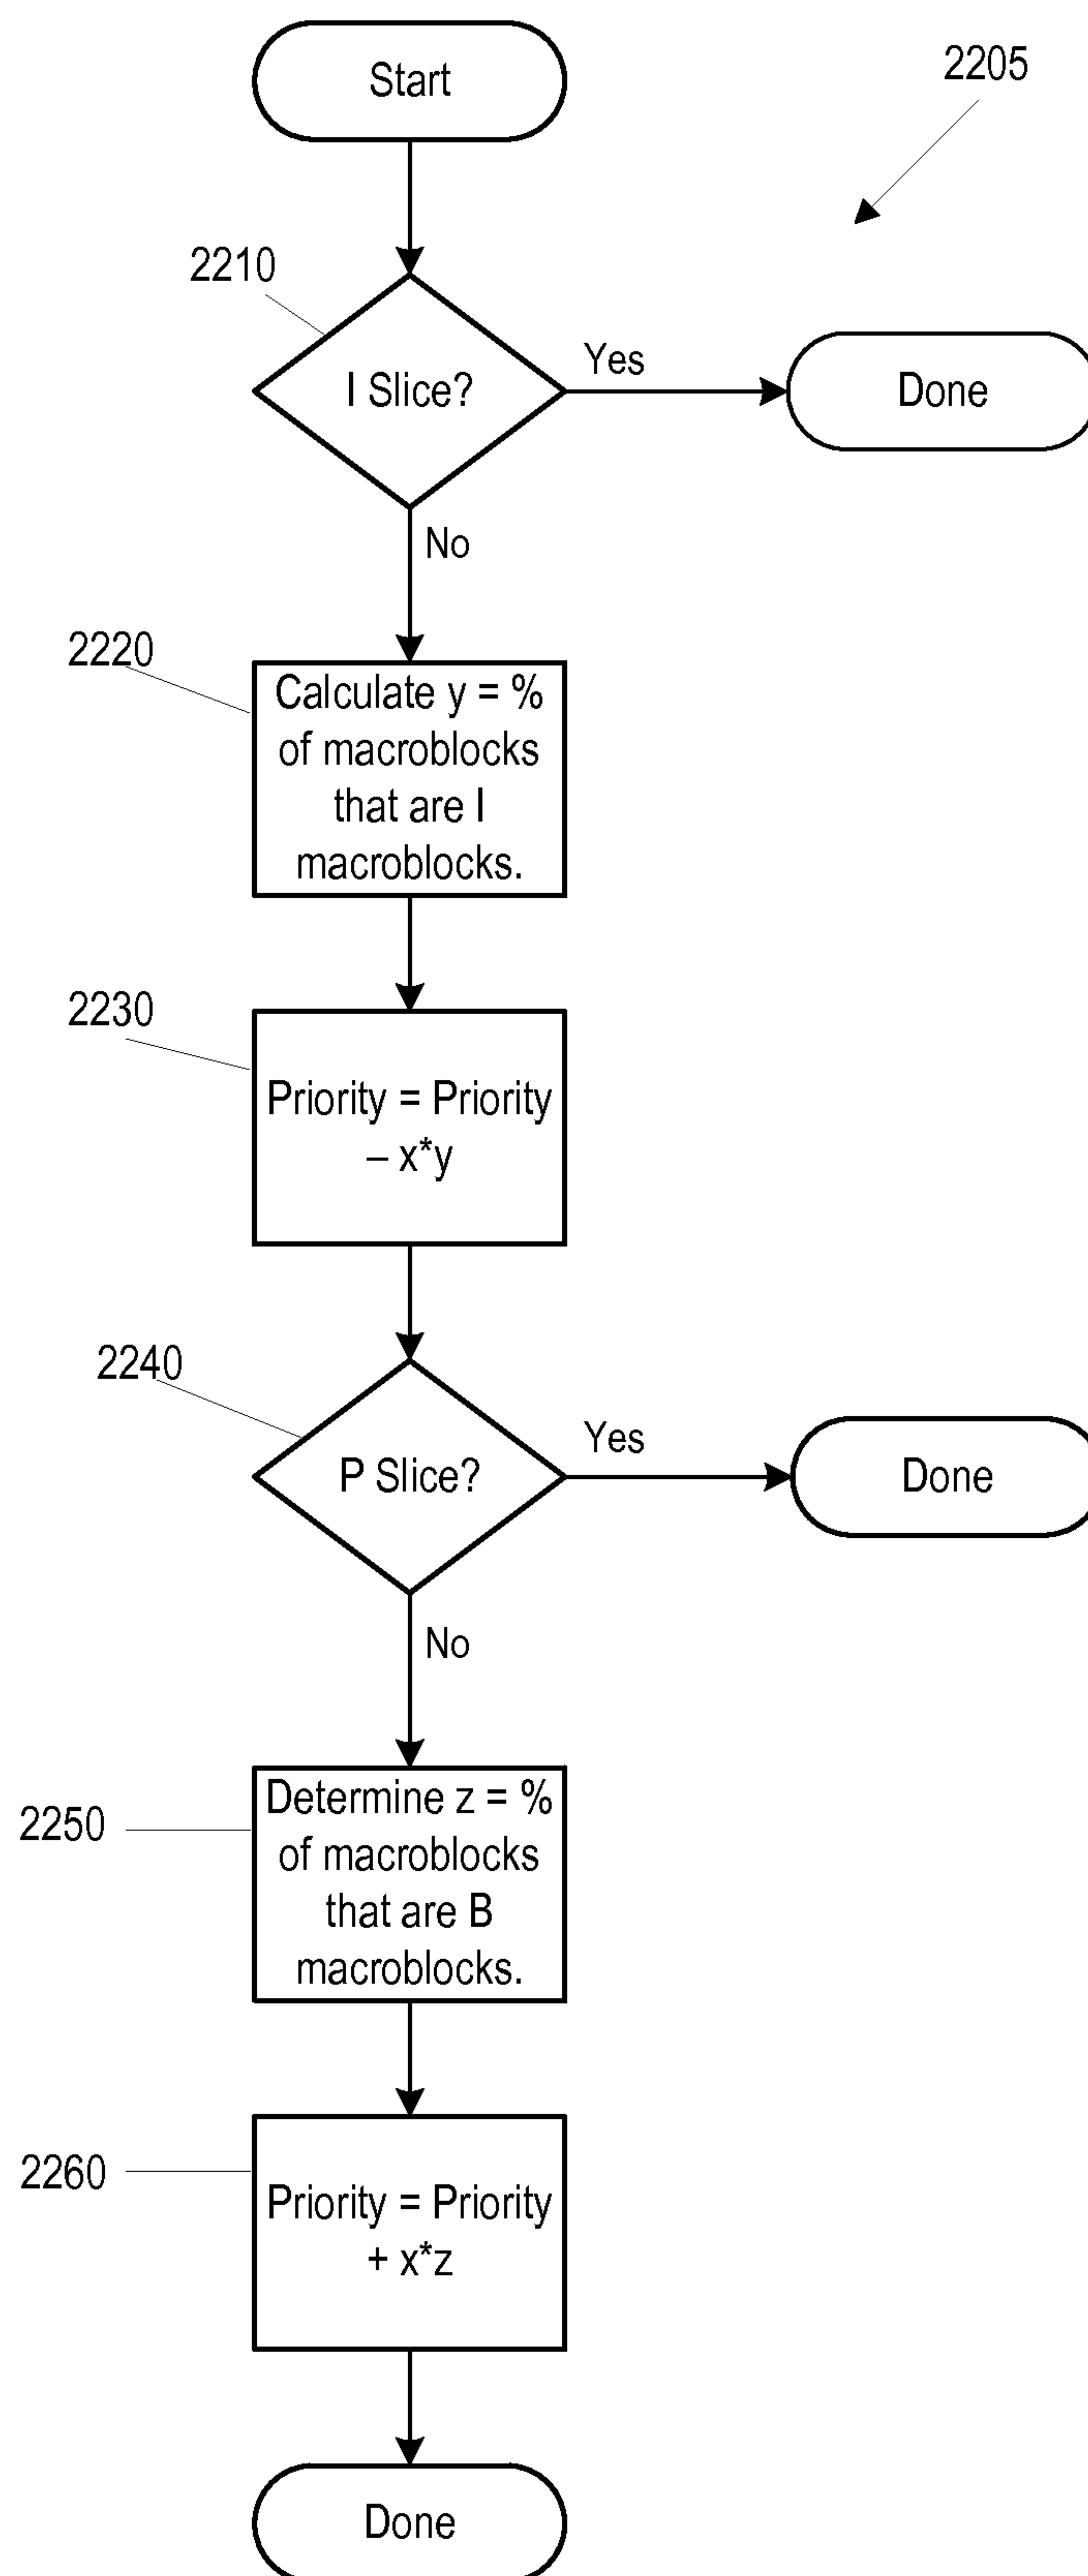 Start
2205
2210
I Slice?
Yes
Done
No
2220
Calculate y = %
of macroblocks
that are I
macroblocks.
2230
Priority = Priority
– x*y
2240
P Slice?
Yes
Done
No
2250
Determine z = %
of macroblocks
that are B
macroblocks.
2260
Priority = Priority
+ x*z
Done